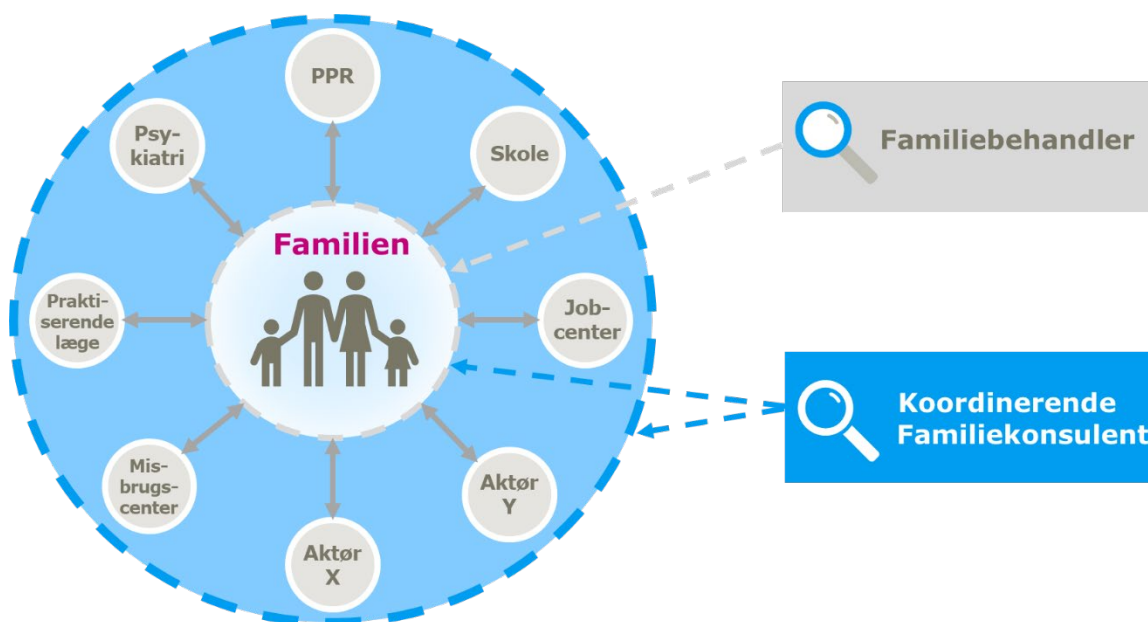 PPR
Psy-
kiatri
Skole
Familiebehandler
Familien
Prakti-
serende
læge
Job-
center
Koordinerende
Familiekonsulent
Mis-
brugs-
center
Aktør
Y
Aktør
X